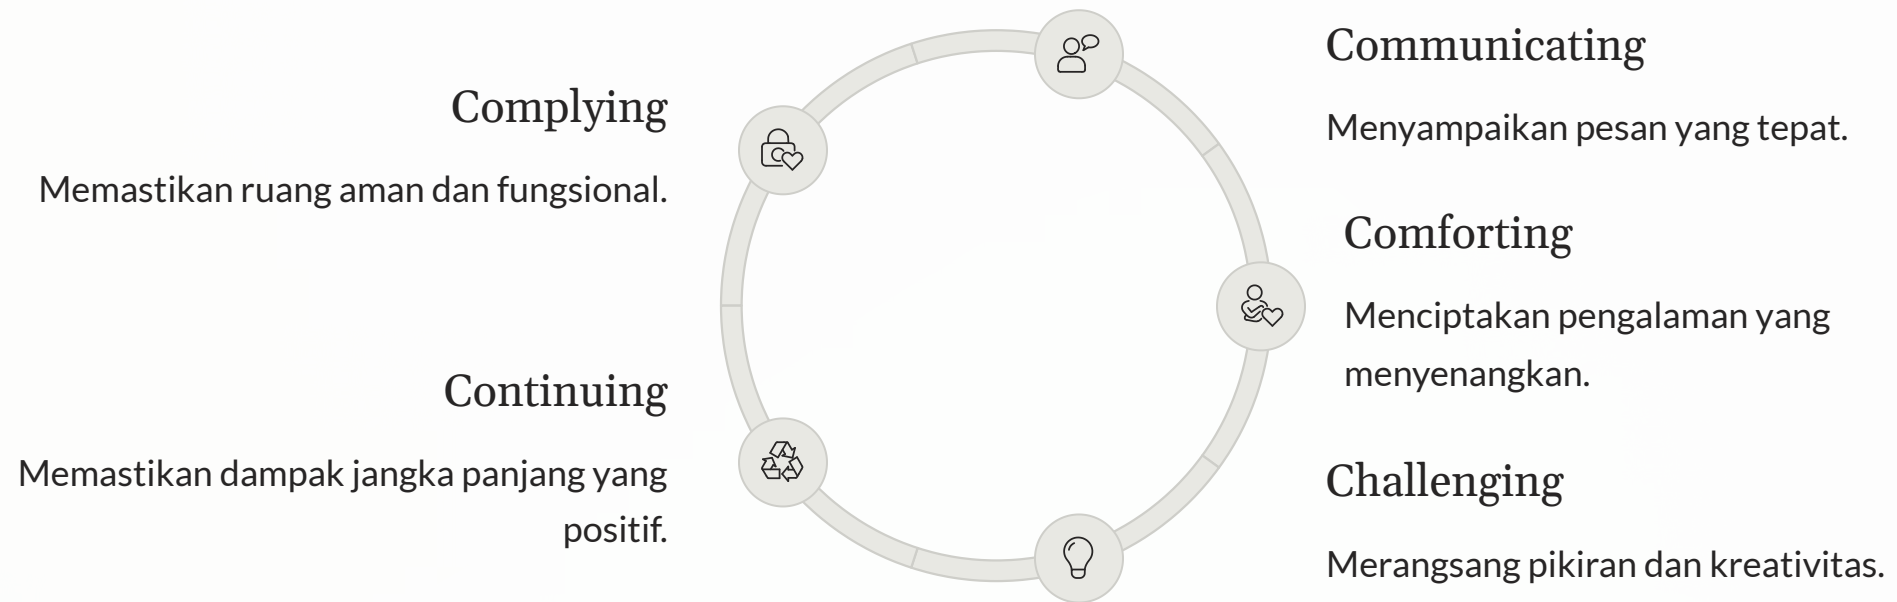 Communicating
Menyampaikan pesan yang tepat.
Comforting
Menciptakan pengalaman yang
menyenangkan.
Challenging
Merangsang pikiran dan kreativitas.
Continuing
Memastikan dampak jangka panjang yang
positif.
Complying
Memastikan ruang aman dan fungsional.